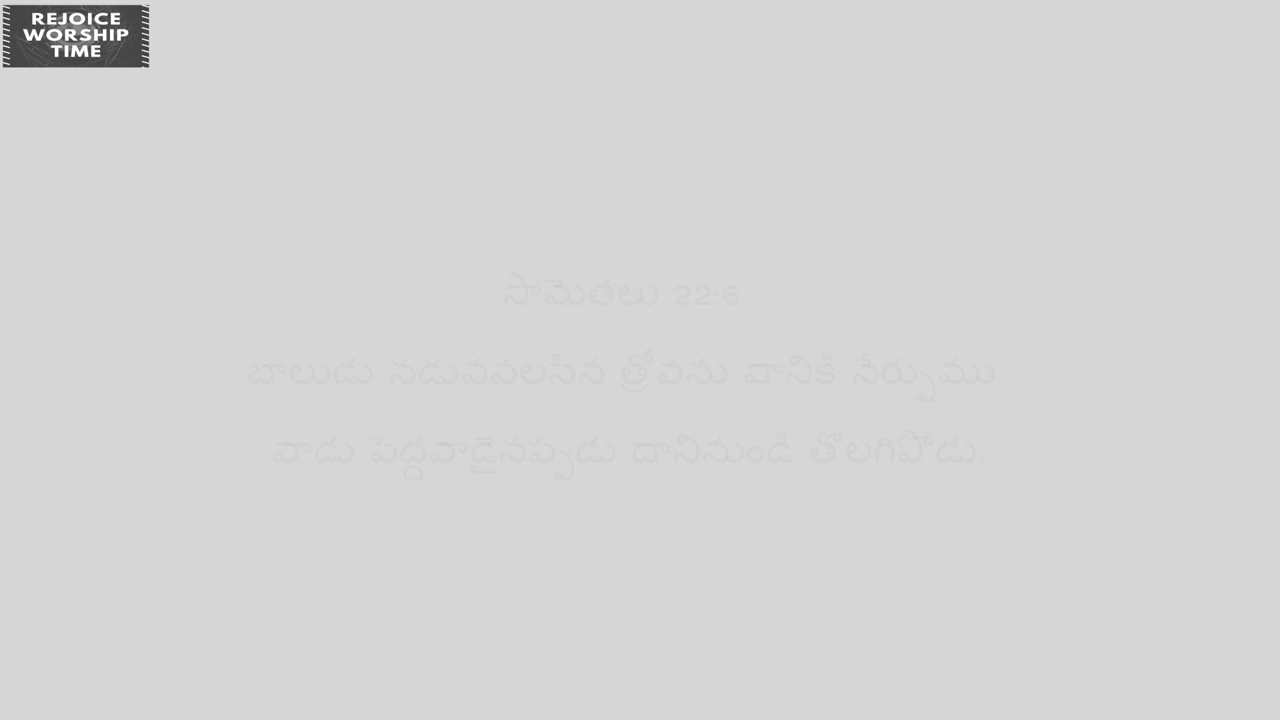 REJOICE
WORSHIP
TIME
సామెతలు 22:6
బాలుడు నడువవలసిన త్రోవను వానికి నేర్పుము
వాడు పెద్దవాడైనప్పుడు దానినుండి తొలగిపోడు.